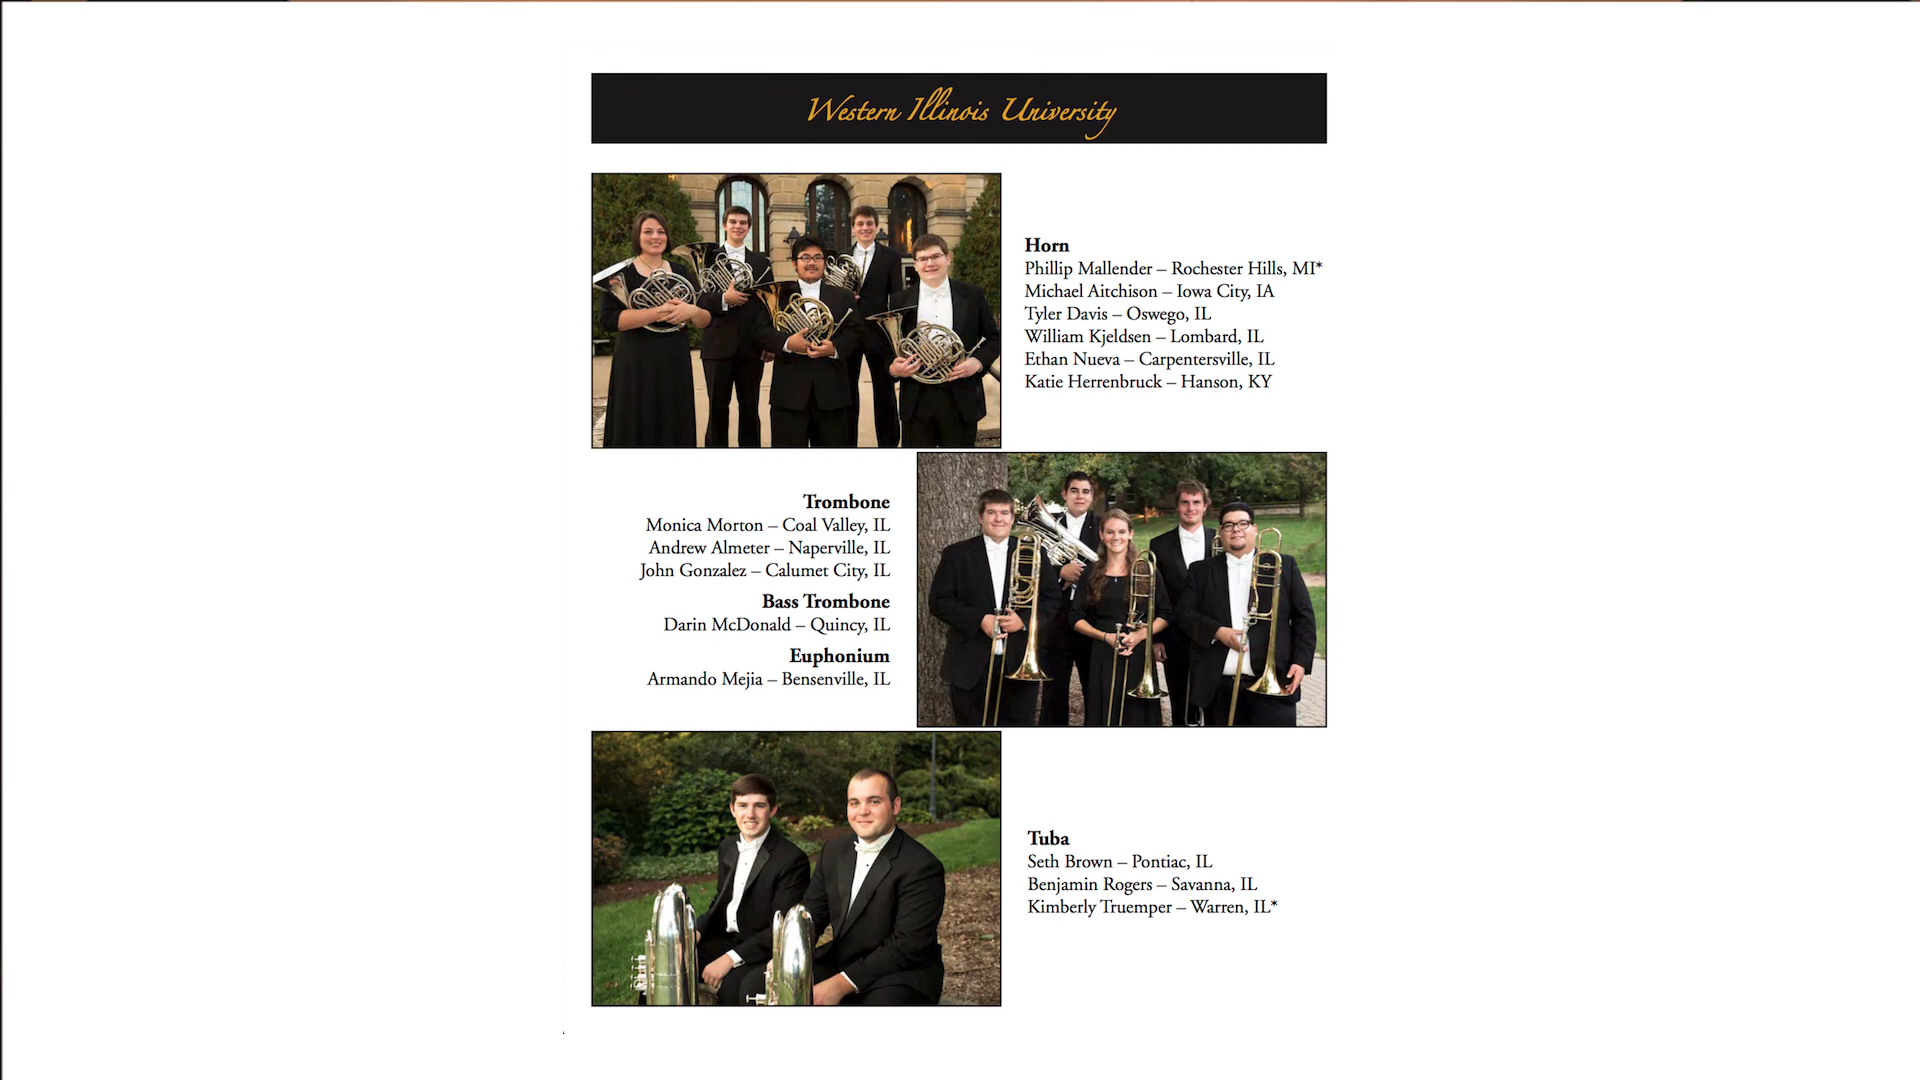 Western Illinois University
Horn
Phillip Mallender – Rochester Hills, MI*
Michael Aitchison – Iowa City, IA
Tyler Davis – Oswego, IL
William Kjeldsen – Lombard, IL
Ethan Nueva – Carpentersville, IL
Katie Herrenbruck – Hanson, KY
Trombone
Monica Morton – Coal Valley, IL
Andrew Almeter – Naperville, IL
John Gonzalez – Calumet City, IL
Bass Trombone
Darin McDonald – Quincy, IL
Euphonium
Armando Mejia – Bensenville, IL
Tuba
Seth Brown – Pontiac, IL
Benjamin Rogers – Savanna, IL
Kimberly Truemper – Warren, IL*